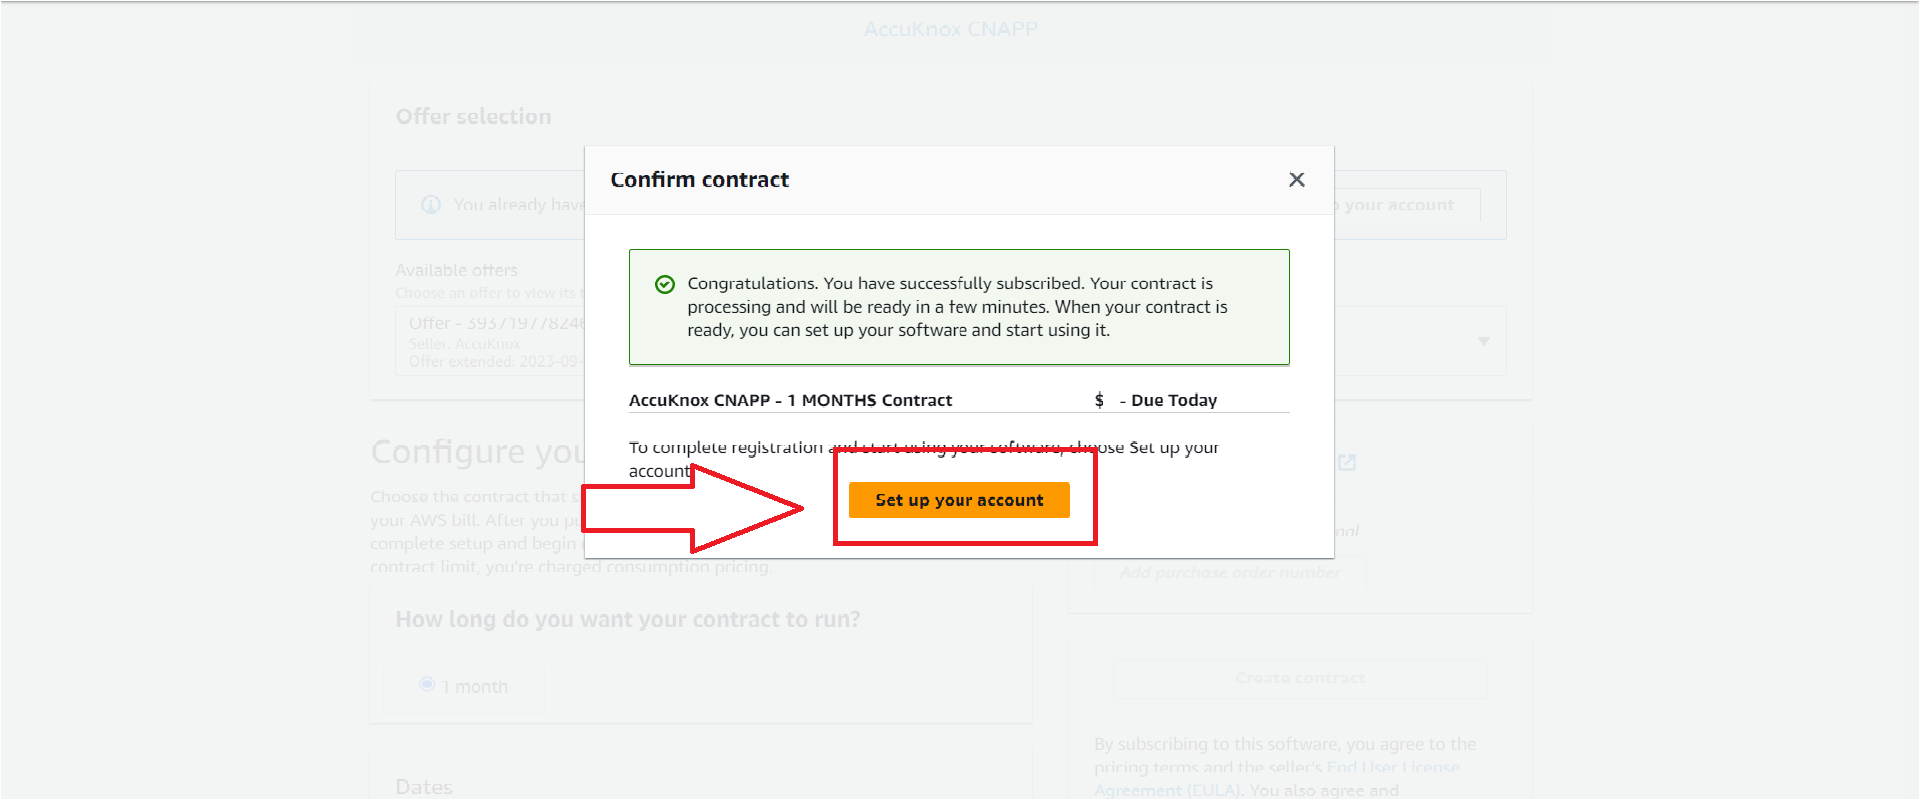 AccuKnox CNAPP
Offer selection
Confirm contract
You already have
your account
Congratulations. You have successfully subscribed. Your contract is
processing and will be ready in a few minutes. When your contract is
ready, you can set up your software and start using it.
Available offers
Choose an offer to view its
Offer - 393719778246
Seller. AccuKnox
Offer extended: 2023-09-
AccuKnox CNAPP - 1 MONTHS Contract
$ - Due Today
To complete registration and start using your software, choose Set up your
account
Set up your account
Configure you
Choose the contract that
your AWS bill. After you
complete setup and begin
contract limit, you're charged consumption pricing.
Add purchase order number
How long do you want your contract to run?
1 month
Create contract
By subscribing to this software, you agree to the
pricing terms and the seller's End User License
Agreement (EULA). You also agree and
Dates